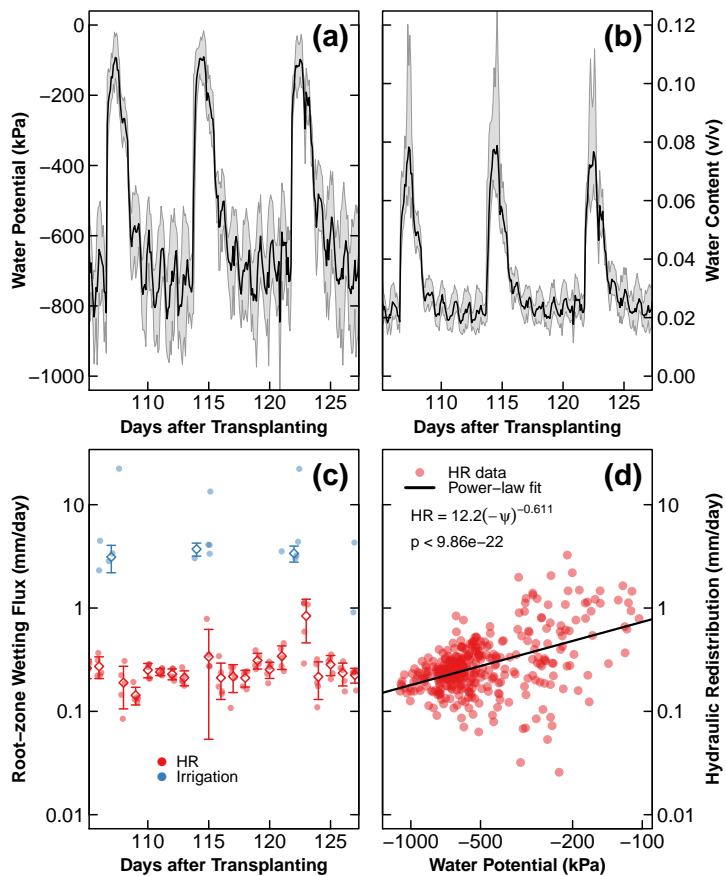 (a)
0
−200
−400
−600
−800
−1000
Water Potential (kPa)
110
115
120
125
Days after Transplanting
(b)
0.12
0.10
0.08
0.06
0.04
0.02
0.00
Water Content (v/v)
110
115
120
125
Days after Transplanting
(c)
10
1
0.1
0.01
Root−zone Wetting Flux (mm/day)
HR
Irrigation
110
115
120
125
Days after Transplanting
(d)
HR data
Power−law fit
HR = 12.2(−ψ)^−0.611
p < 9.86e−22
10
1
0.1
0.01
Hydraulic Redistribution (mm/day)
−1000
−500
−200
−100
Water Potential (kPa)